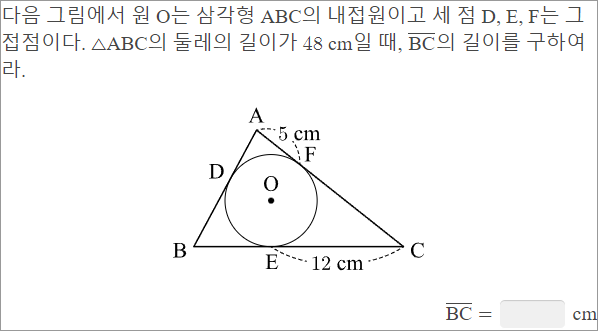 다음 그림에서 원 O는 삼각형 ABC의 내접원이고 세 점 D, E, F는 그
접점이다. △ABC의 둘레의 길이가 48 cm일 때, B̅C̅의 길이를 구하여
라.
A
5 cm
F
D
O
B
E
12 cm
C
B̅C̅ = cm